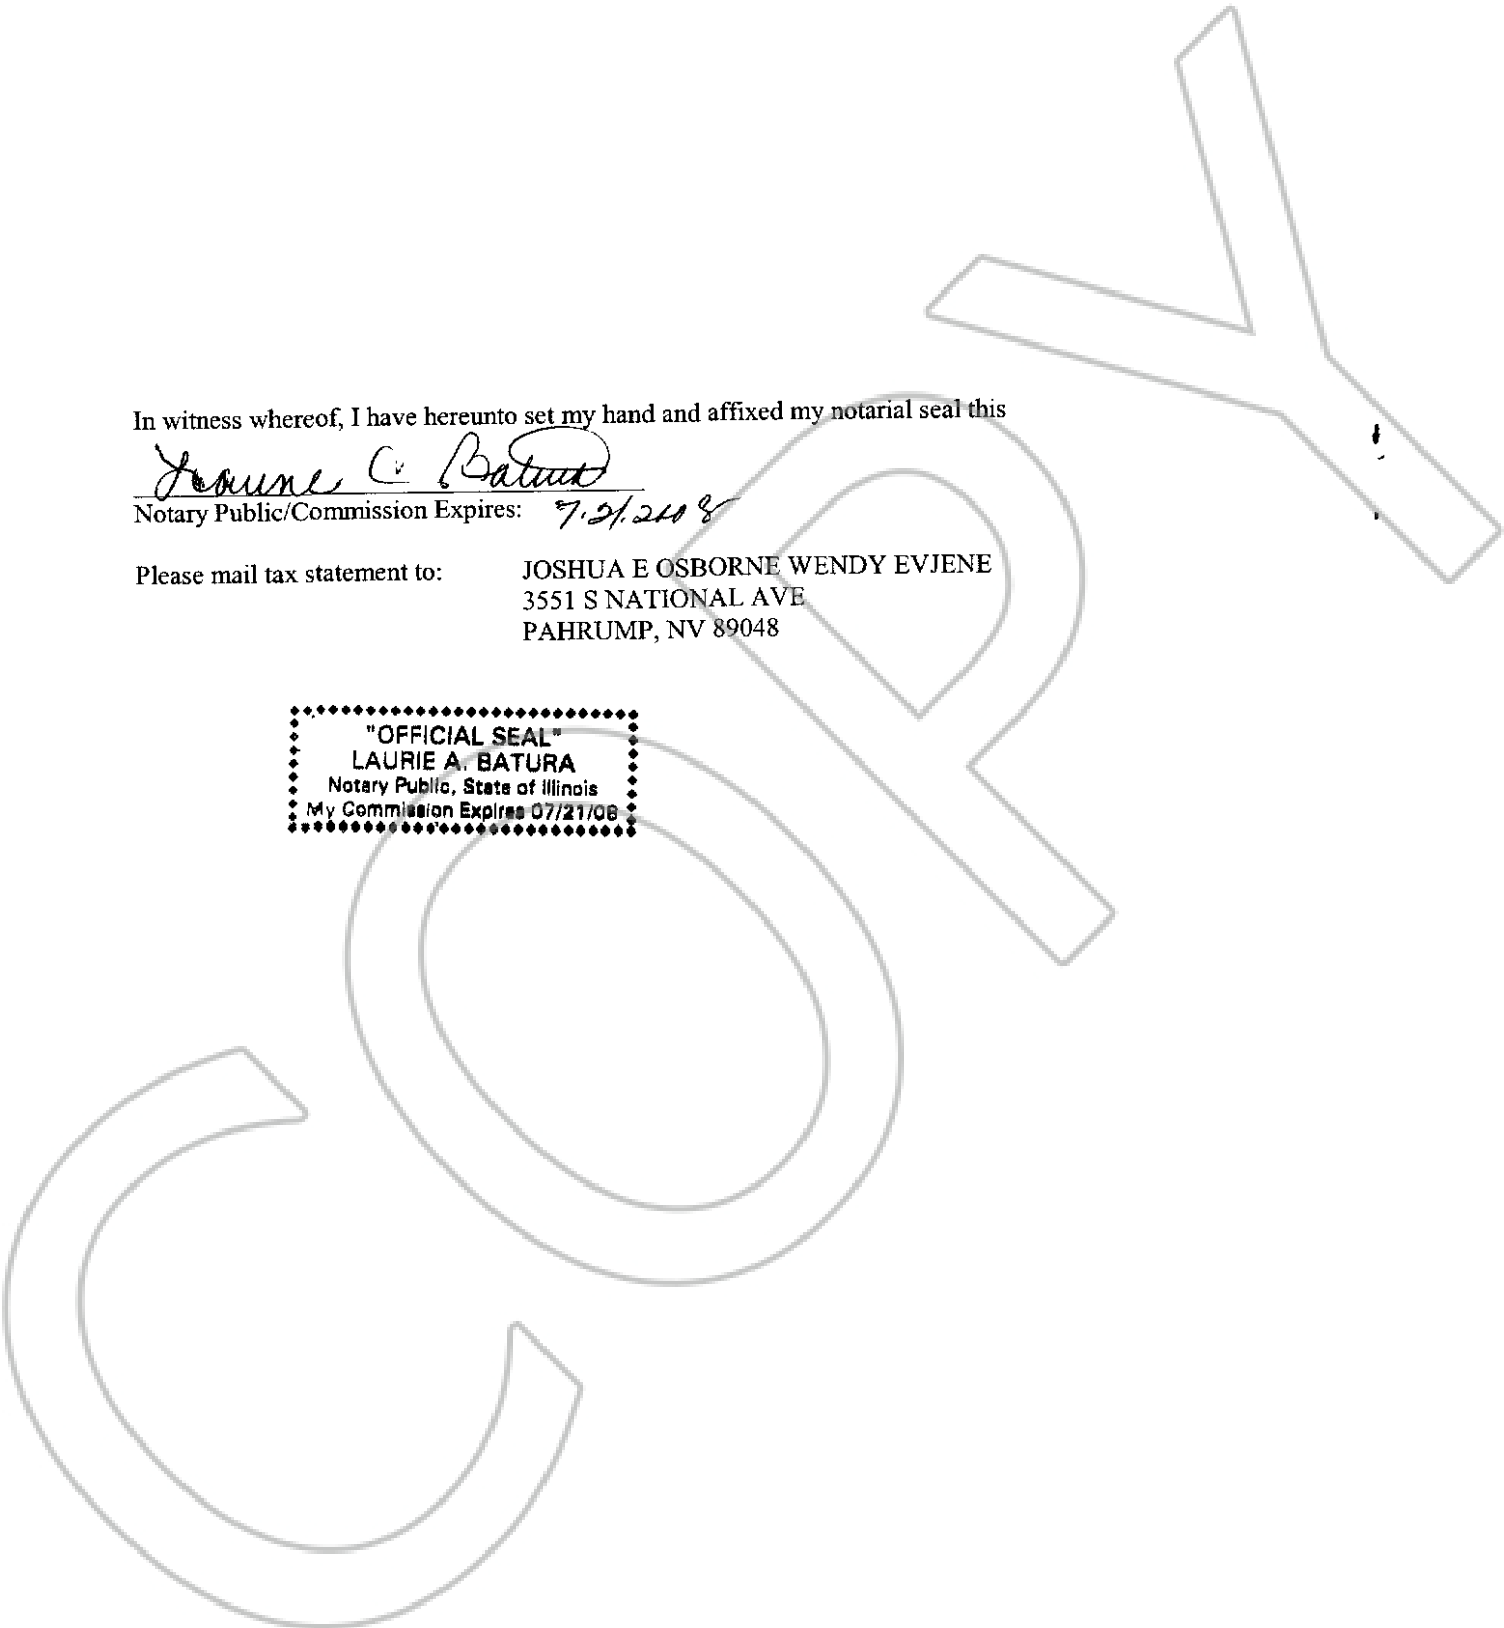 In witness whereof, I have hereunto set my hand and affixed my notarial seal this
Batura
Notary Public/Commission Expires: 7.21.2008
Please mail tax statement to: JOSHUA E OSBORNE WENDY EVJENE
3551 S NATIONAL AVE
PAHRUMP, NV 89048
"OFFICIAL SEAL"
LAURIE A. BATURA
Notary Public, State of Illinois
My Commission Expires 07/21/08
COPY